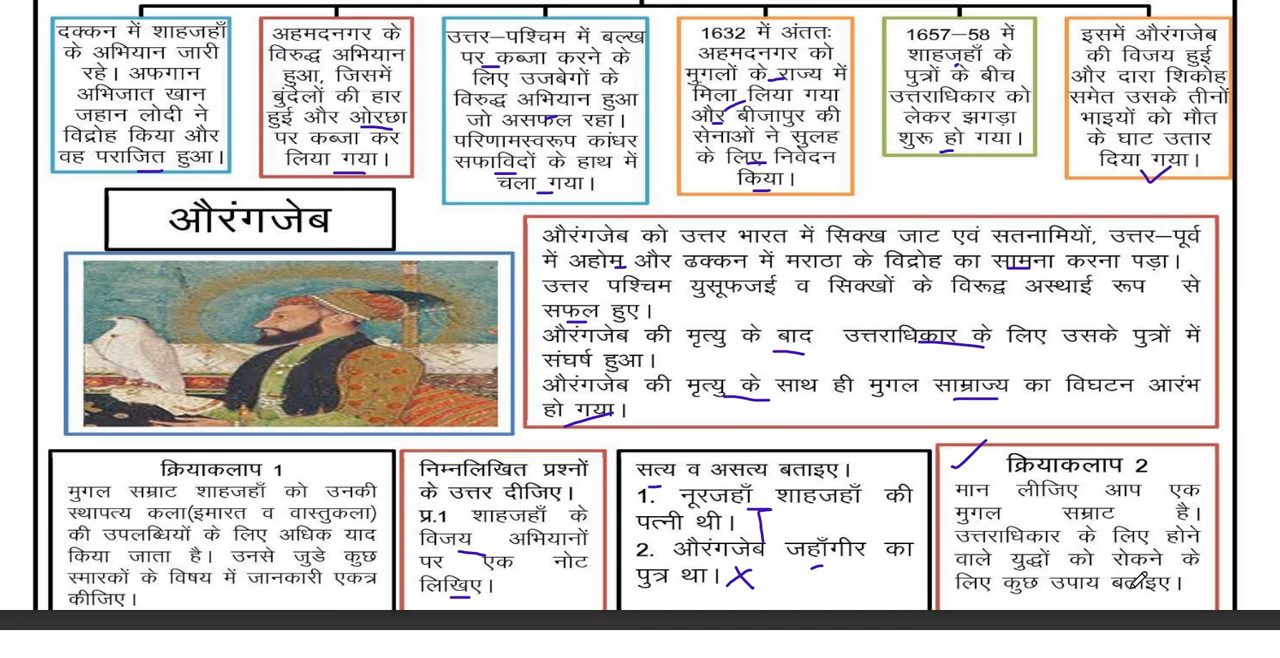 दक्कन में शाहजहाँ
के अभियान जारी
रहे। अफगान
अभिजात खान
जहान लोदी ने
विद्रोह किया और
वह पराजित हुआ।
अहमदनगर के
विरुद्ध अभियान
हुआ, जिसमें
बुंदेलों की हार
हुई और ओरछा
पर कब्जा कर
लिया गया।
उत्तर-पश्चिम में बल्ख
पर कब्जा करने के
लिए उजबेगों के
विरुद्ध अभियान हुआ
जो असफल रहा।
परिणामस्वरूप कांधर
सफाविदों के हाथ में
चला गया।
1632 में अंततः
अहमदनगर को
मुगलों के राज्य में
मिला लिया गया
और बीजापुर की
सेनाओं ने सुलह
के लिए निवेदन
किया।
1657-58 में
शाहजहाँ के
पुत्रों के बीच
उत्तराधिकार को
लेकर झगड़ा
शुरू हो गया।
इसमें औरंगजेब
की विजय हुई
और दारा शिकोह
समेत उसके तीनों
भाइयों को मौत
के घाट उतार
दिया गया।
औरंगजेब
औरंगजेब को उत्तर भारत में सिक्ख जाट एवं सतनामियों, उत्तर-पूर्व
में अहोम और ढक्कन में मराठा के विद्रोह का सामना करना पड़ा।
उत्तर पश्चिम युसूफजई व सिक्खों के विरूद्व अस्थाई रूप से
सफल हुए।
औरंगजेब की मृत्यु के बाद उत्तराधिकार के लिए उसके पुत्रों में
संघर्ष हुआ।
औरंगजेब की मृत्यु के साथ ही मुगल साम्राज्य का विघटन आरंभ
हो गया।
क्रियाकलाप 1
मुगल सम्राट शाहजहाँ को उनकी
स्थापत्य कला(इमारत व वास्तुकला)
की उपलब्धियों के लिए अधिक याद
किया जाता है। उनसे जुडे कुछ
स्मारकों के विषय में जानकारी एकत्र
कीजिए।
निम्नलिखित प्रश्नों
के उत्तर दीजिए।
प्र.1 शाहजहाँ के
विजय अभियानों
पर एक नोट
लिखिए।
सत्य व असत्य बताइए।
1. नूरजहाँ शाहजहाँ की
पत्नी थी। T
2. औरंगजेब जहाँगीर का
पुत्र था। X
क्रियाकलाप 2
मान लीजिए आप एक
मुगल सम्राट है।
उत्तराधिकार के लिए होने
वाले युद्धों को रोकने के
लिए कुछ उपाय बताइए।